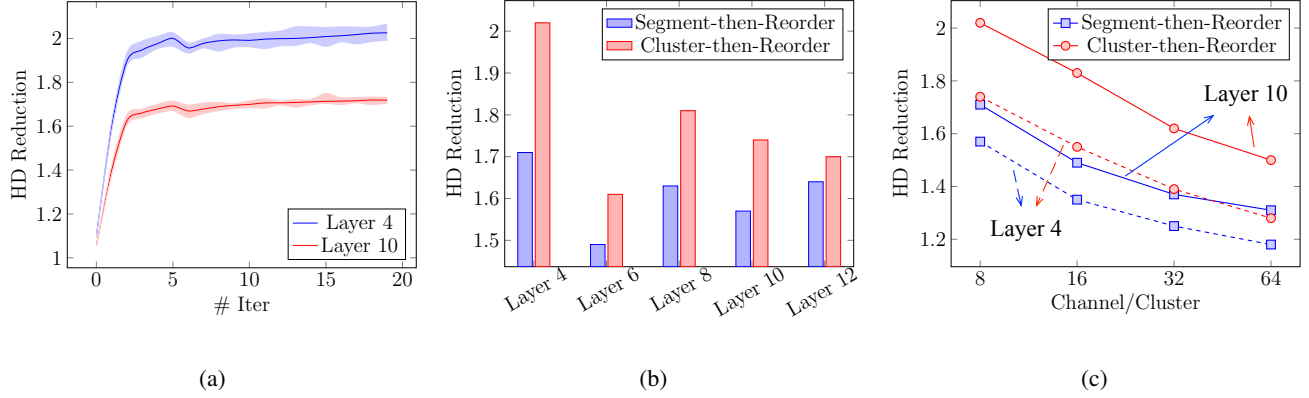 HD Reduction
2
1.8
1.6
1.4
1.2
1
0
5
10
15
20
# Iter
Layer 4
Layer 10
(a)
HD Reduction
2
1.9
1.8
1.7
1.6
1.5
Segment-then-Reorder
Cluster-then-Reorder
Layer 4
Layer 6
Layer 8
Layer 10
Layer 12
(b)
HD Reduction
2
1.8
1.6
1.4
1.2
Segment-then-Reorder
Cluster-then-Reorder
Layer 10
Layer 4
8
16
32
64
Channel/Cluster
(c)